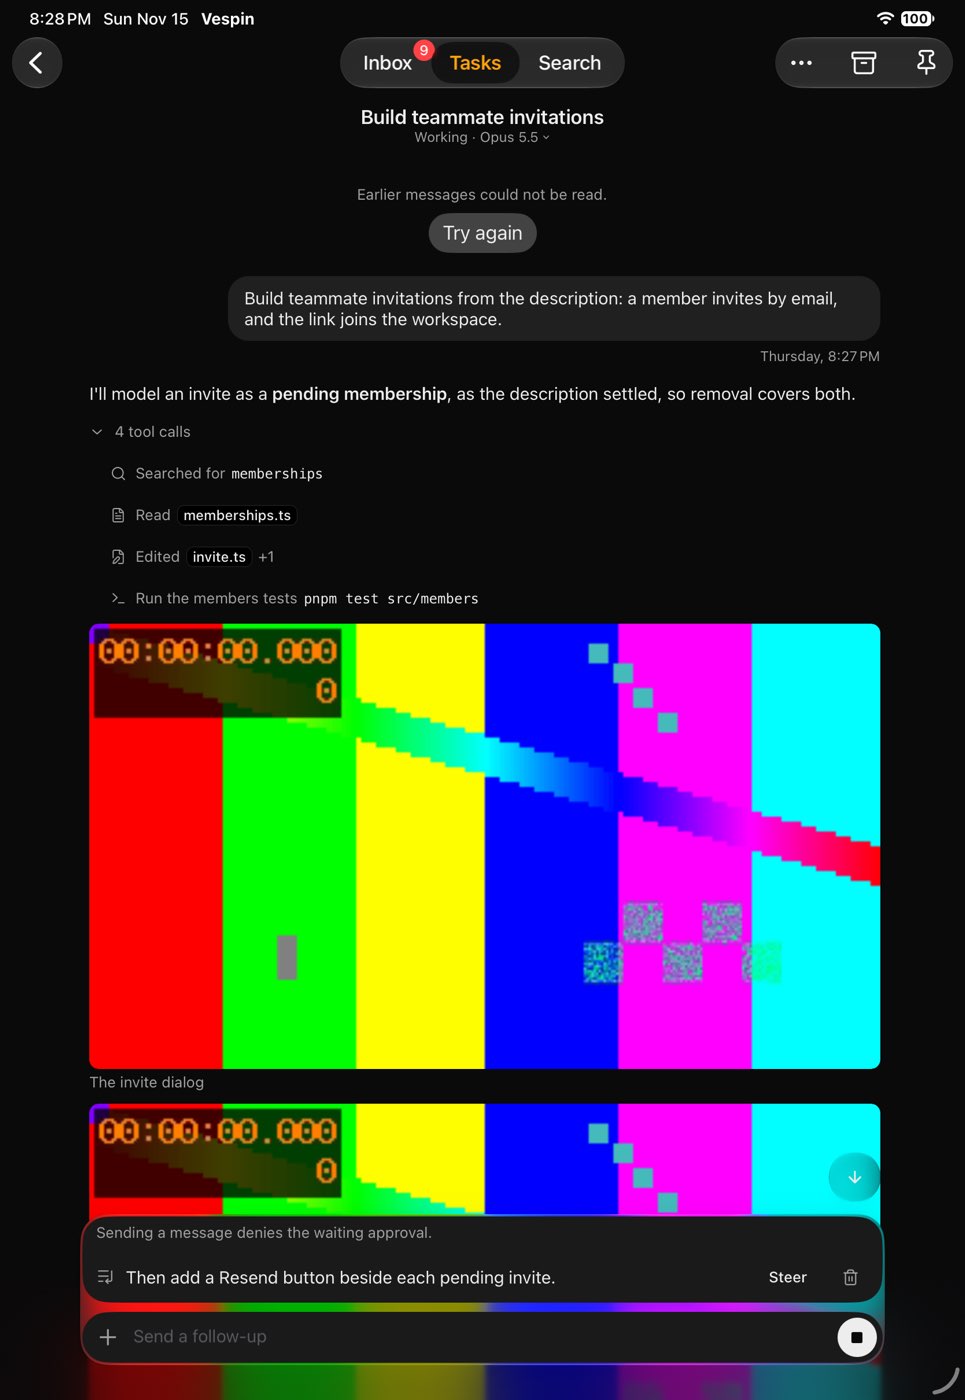 8:28 PM Sun Nov 15 Vespin
100
Inbox 9 Tasks Search
Build teammate invitations
Working · Opus 5.5
Earlier messages could not be read.
Try again
Build teammate invitations from the description: a member invites by email,
and the link joins the workspace.
Thursday, 8:27 PM
I'll model an invite as a pending membership, as the description settled, so removal covers both.
4 tool calls
Searched for memberships
Read memberships.ts
Edited invite.ts +1
Run the members tests pnpm test src/members
00:00:00.000
0
The invite dialog
00:00:00.000
0
Sending a message denies the waiting approval.
Then add a Resend button beside each pending invite. Steer
Send a follow-up